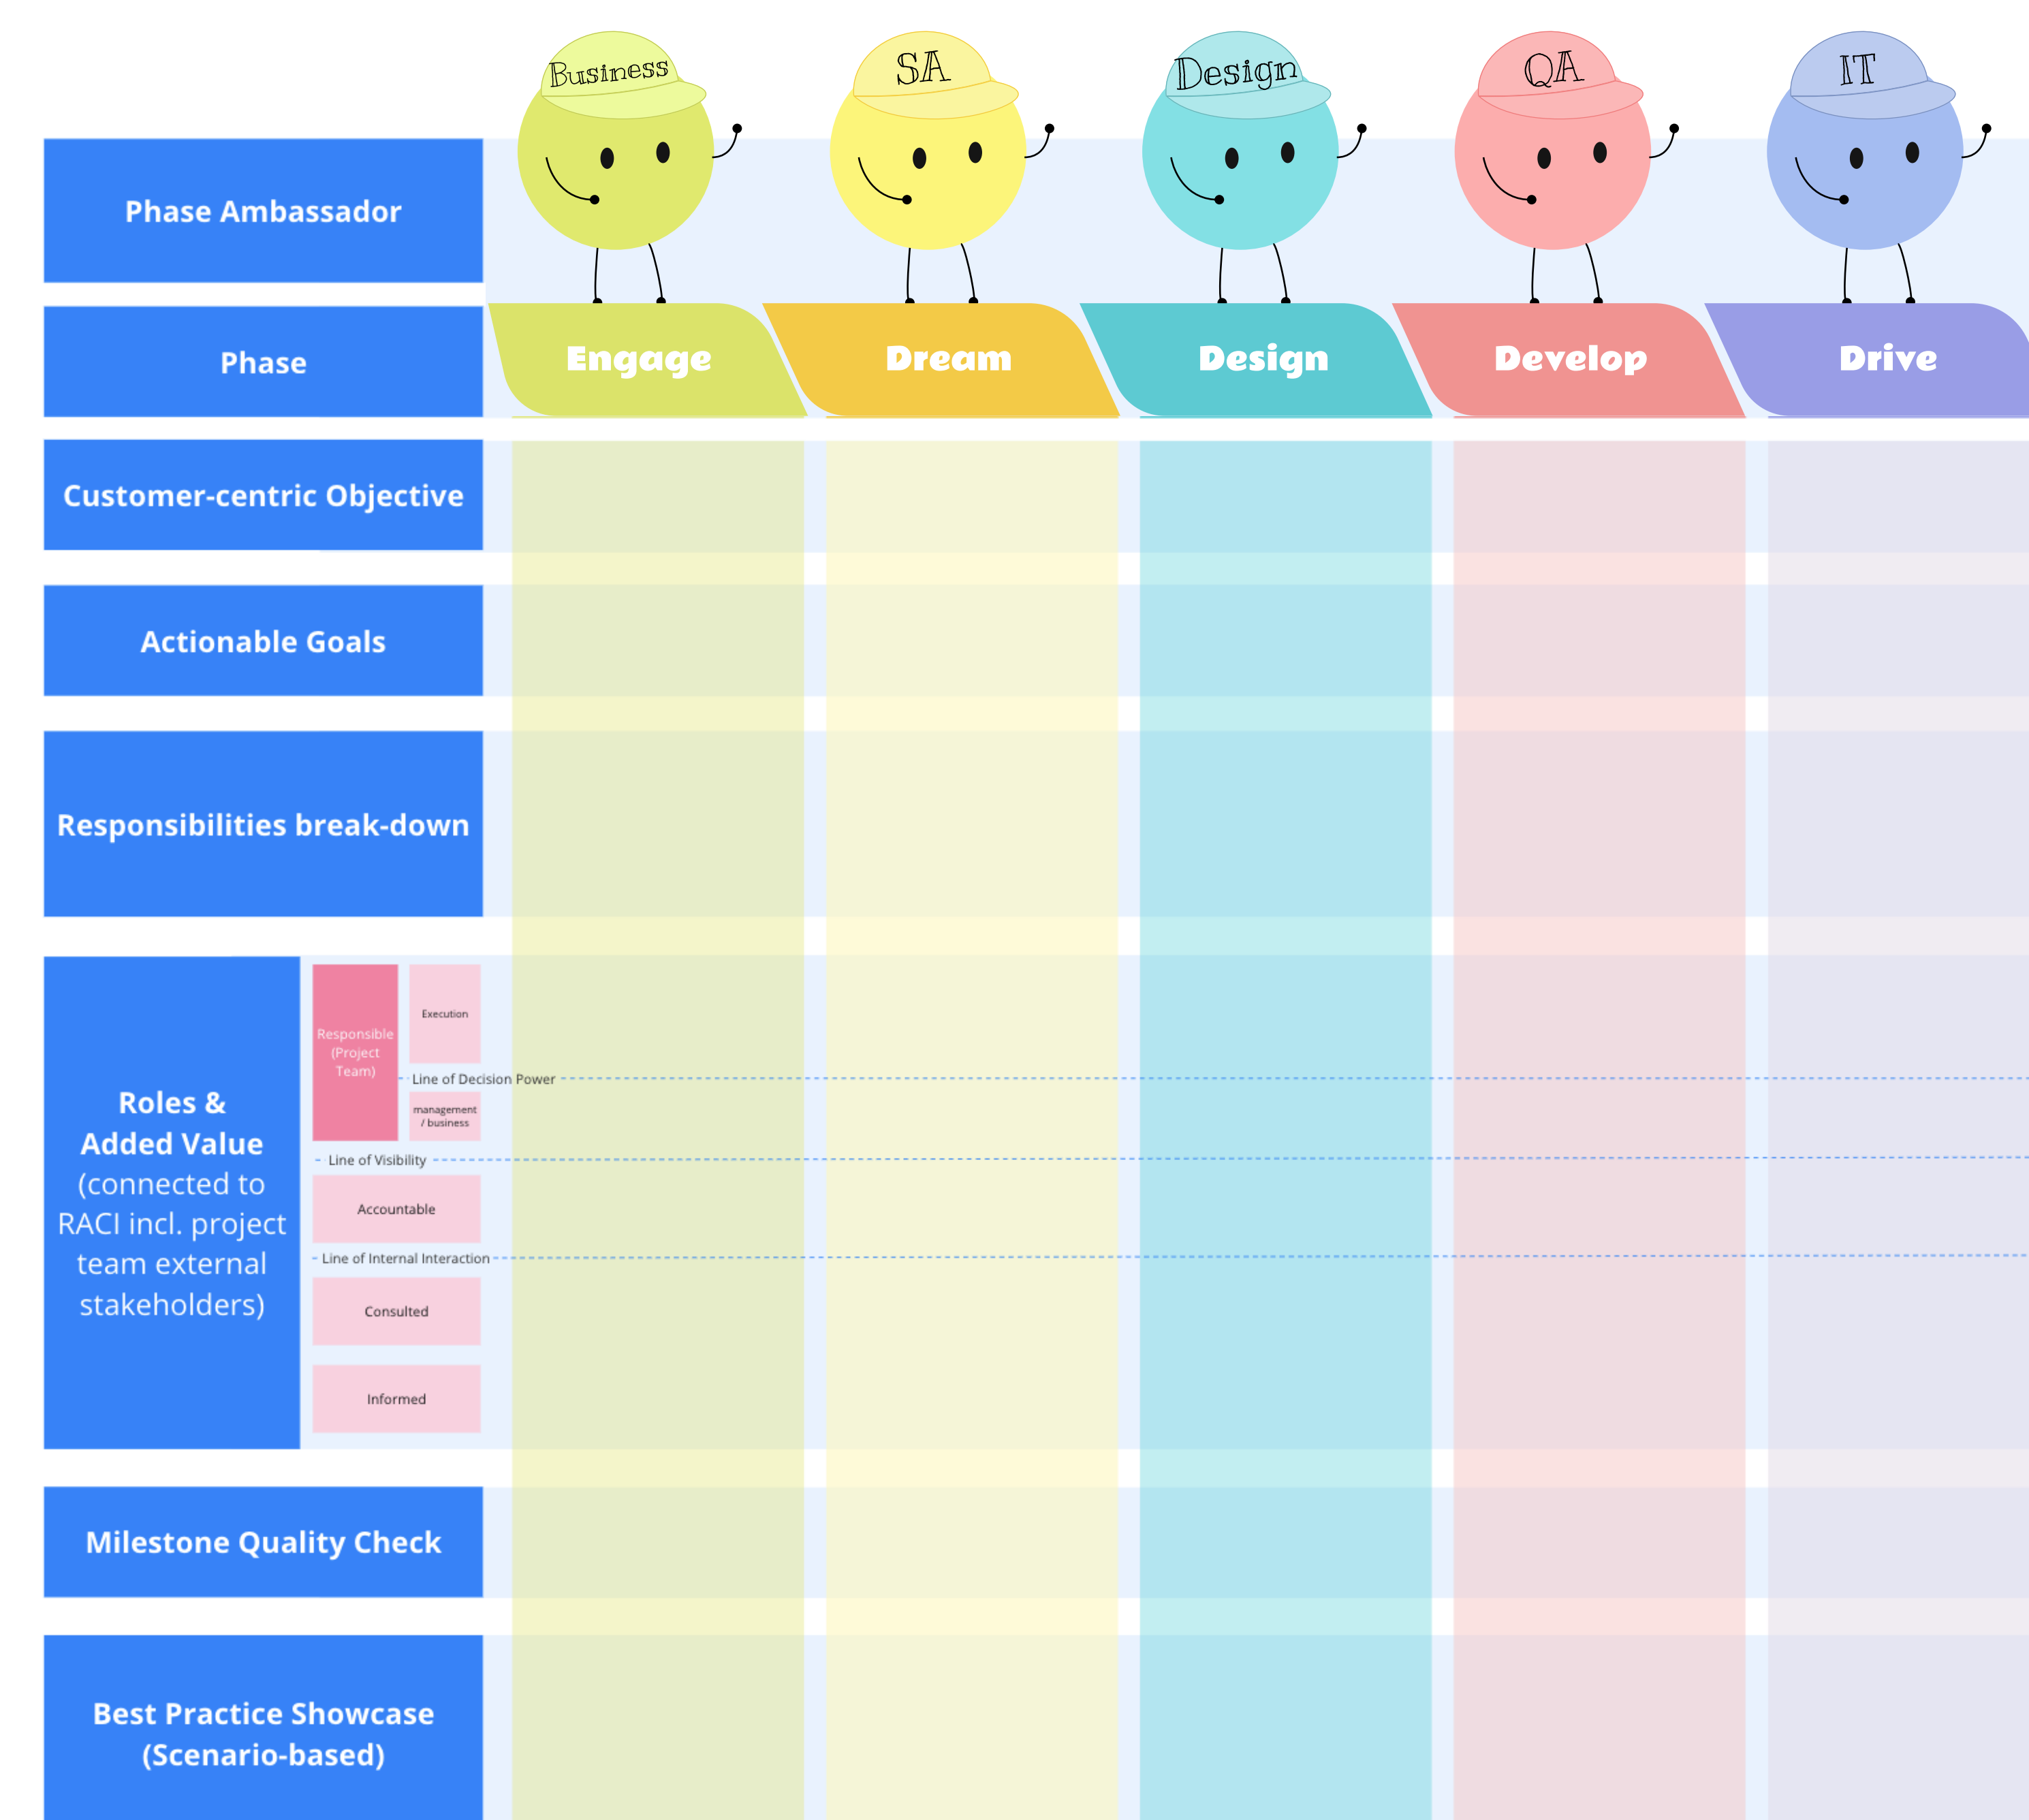 Business
SA
Design
QA
IT
Phase Ambassador
Phase
Engage
Dream
Design
Develop
Drive
Customer-centric Objective
Actionable Goals
Responsibilities break-down
Roles &
Added Value
(connected to
RACI incl. project
team external
stakeholders)
Responsible
(Project
Team)
Execution
Line of Decision Power
management
/ business
Line of Visibility
Accountable
Line of Internal Interaction
Consulted
Informed
Milestone Quality Check
Best Practice Showcase
(Scenario-based)